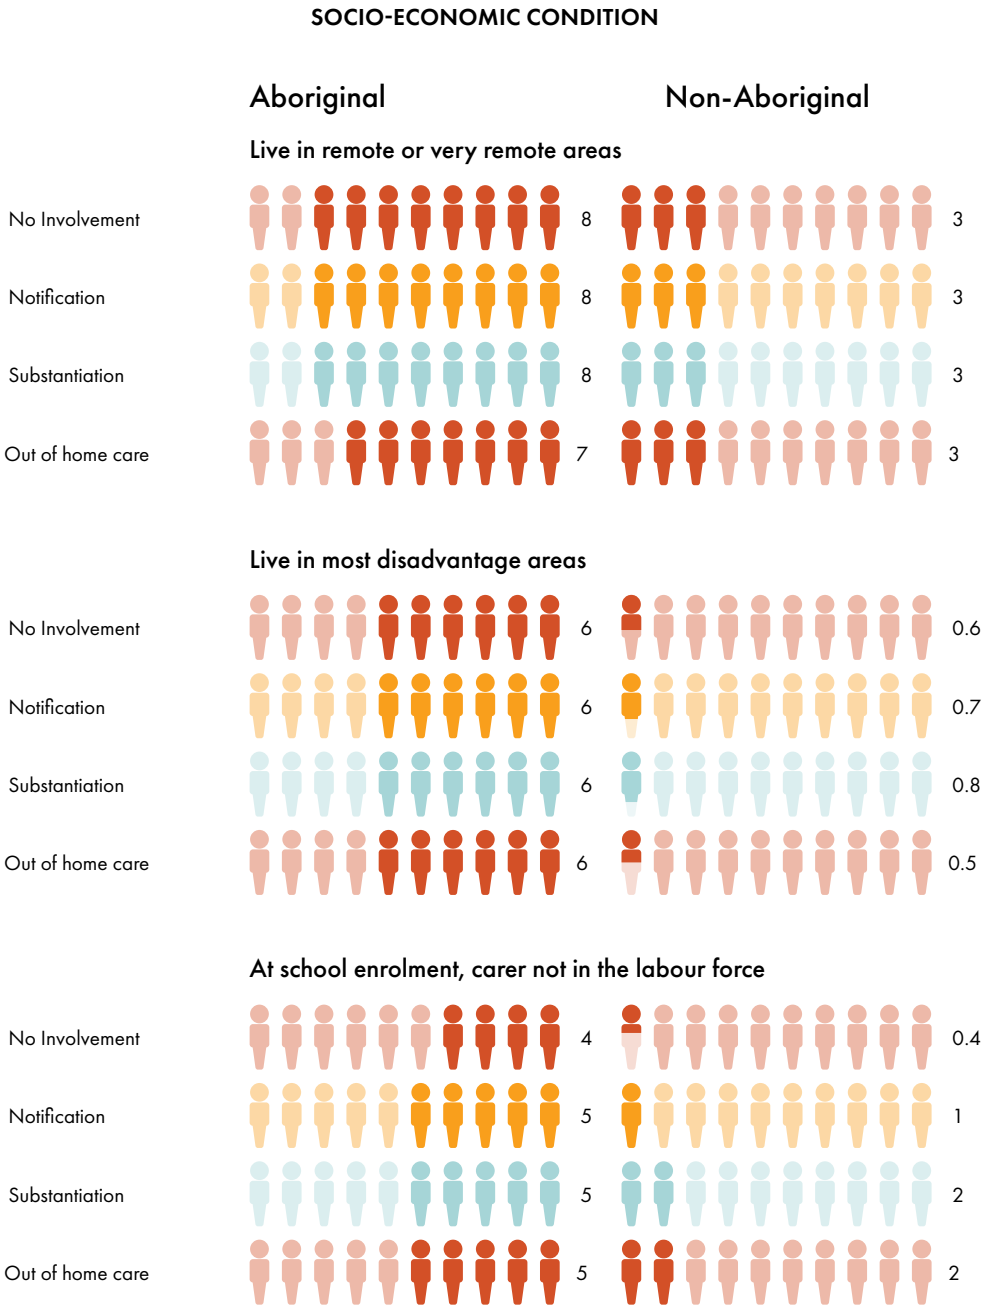 SOCIO-ECONOMIC CONDITION
Aboriginal Non-Aboriginal
Live in remote or very remote areas
No Involvement 8 3
Notification 8 3
Substantiation 8 3
Out of home care 7 3
Live in most disadvantage areas
No Involvement 6 0.6
Notification 6 0.7
Substantiation 6 0.8
Out of home care 6 0.5
At school enrolment, carer not in the labour force
No Involvement 4 0.4
Notification 5 1
Substantiation 5 2
Out of home care 5 2